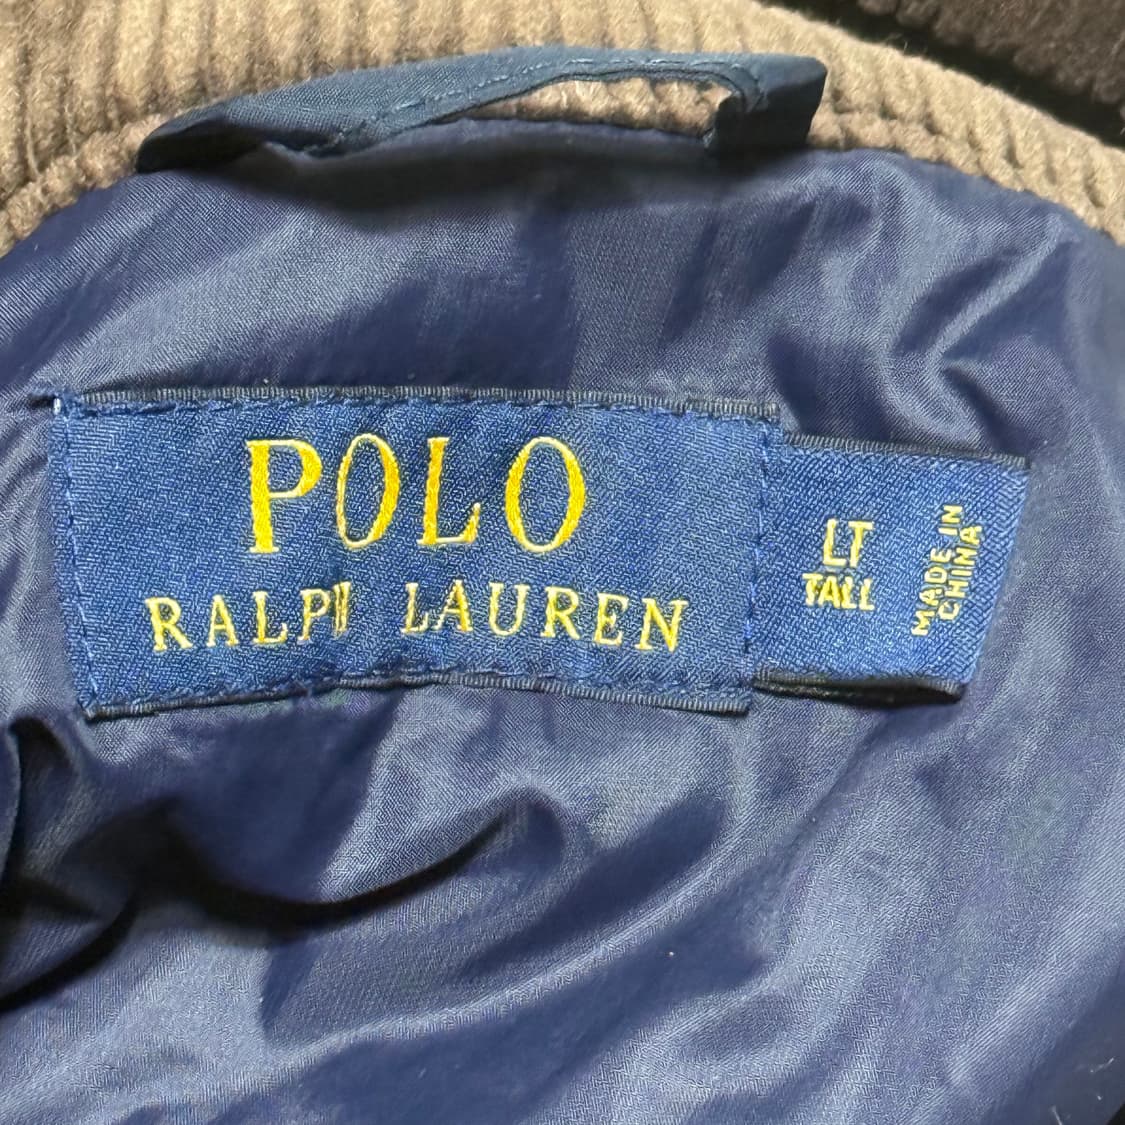 POLO
RALPH LAUREN
LT
TALL
MADE IN
CHINA